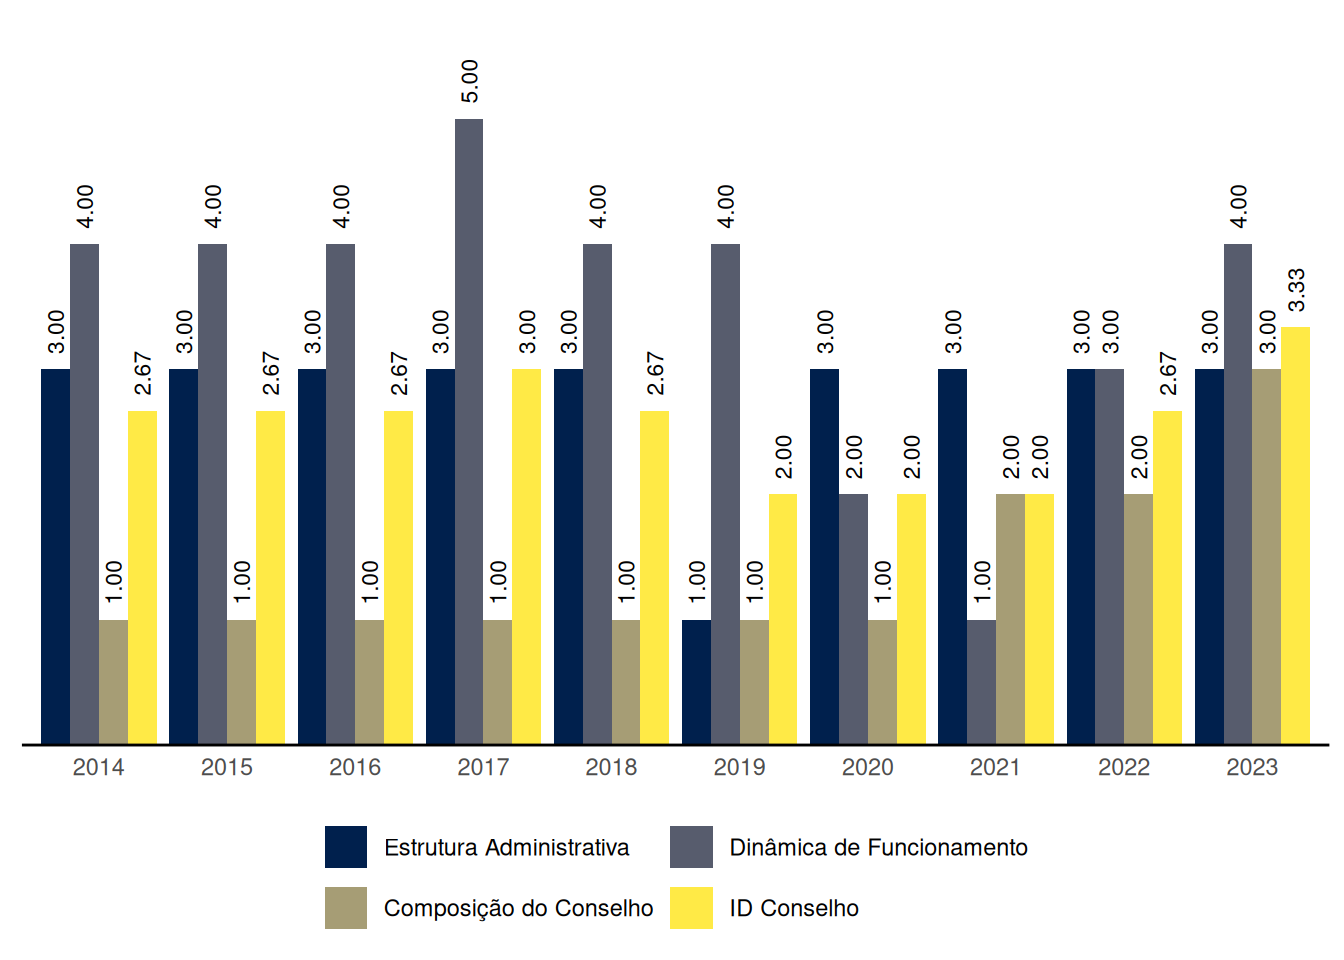 5.00
4.00 4.00 4.00 4.00 4.00 4.00
3.33
3.00 3.00 3.00 3.00 3.00 3.00 3.00 3.00 3.00 3.00 3.00 3.00
2.67 2.67 2.67 2.67 2.67
2.00 2.00 2.00 2.00 2.00 2.00
1.00 1.00 1.00 1.00 1.00 1.00 1.00 1.00 1.00
2014 2015 2016 2017 2018 2019 2020 2021 2022 2023
Estrutura Administrativa Dinâmica de Funcionamento
Composição do Conselho ID Conselho